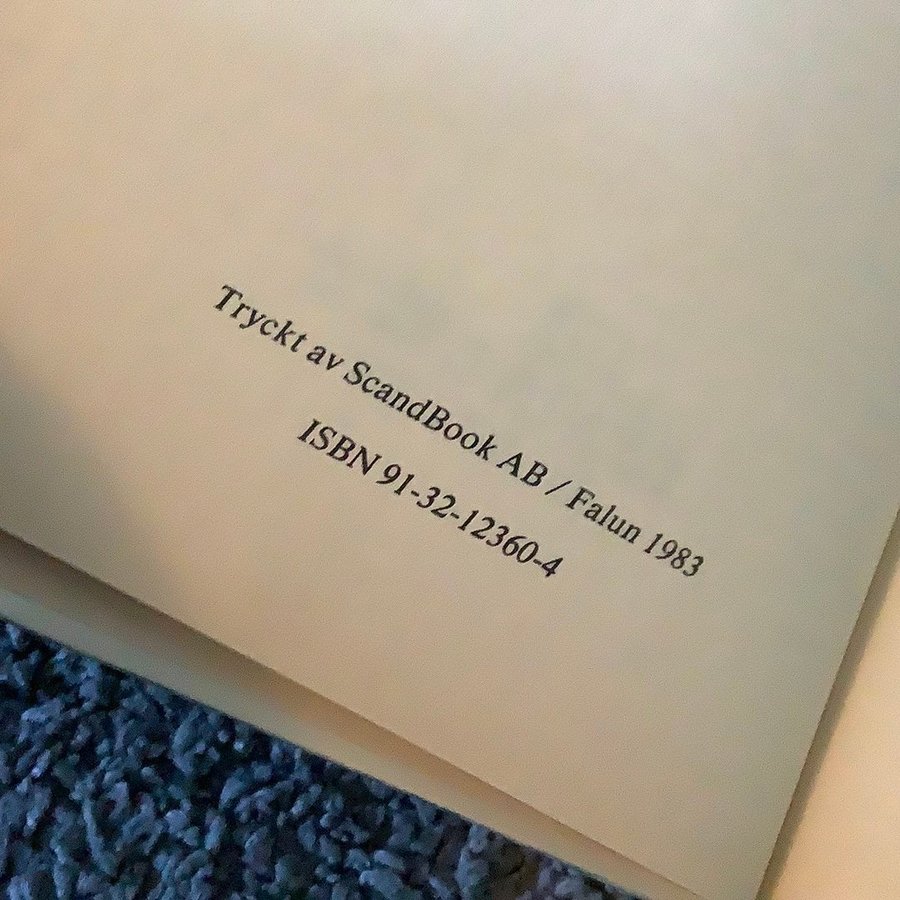 Tryckt av ScandBook AB / Falun 1983
ISBN 91-32-12360-4